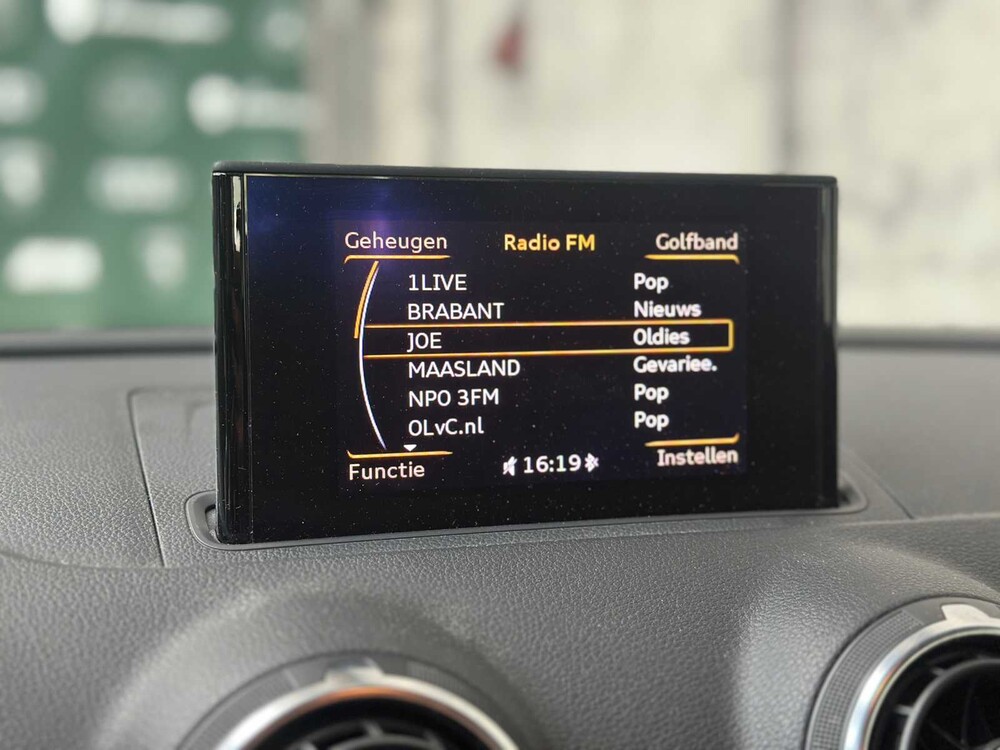 Geheugen Radio FM Golfband
1LIVE Pop
BRABANT Nieuws
JOE Oldies
MAASLAND Gevariee.
NPO 3FM Pop
OLvC.nl Pop
Functie 16:19 Instellen